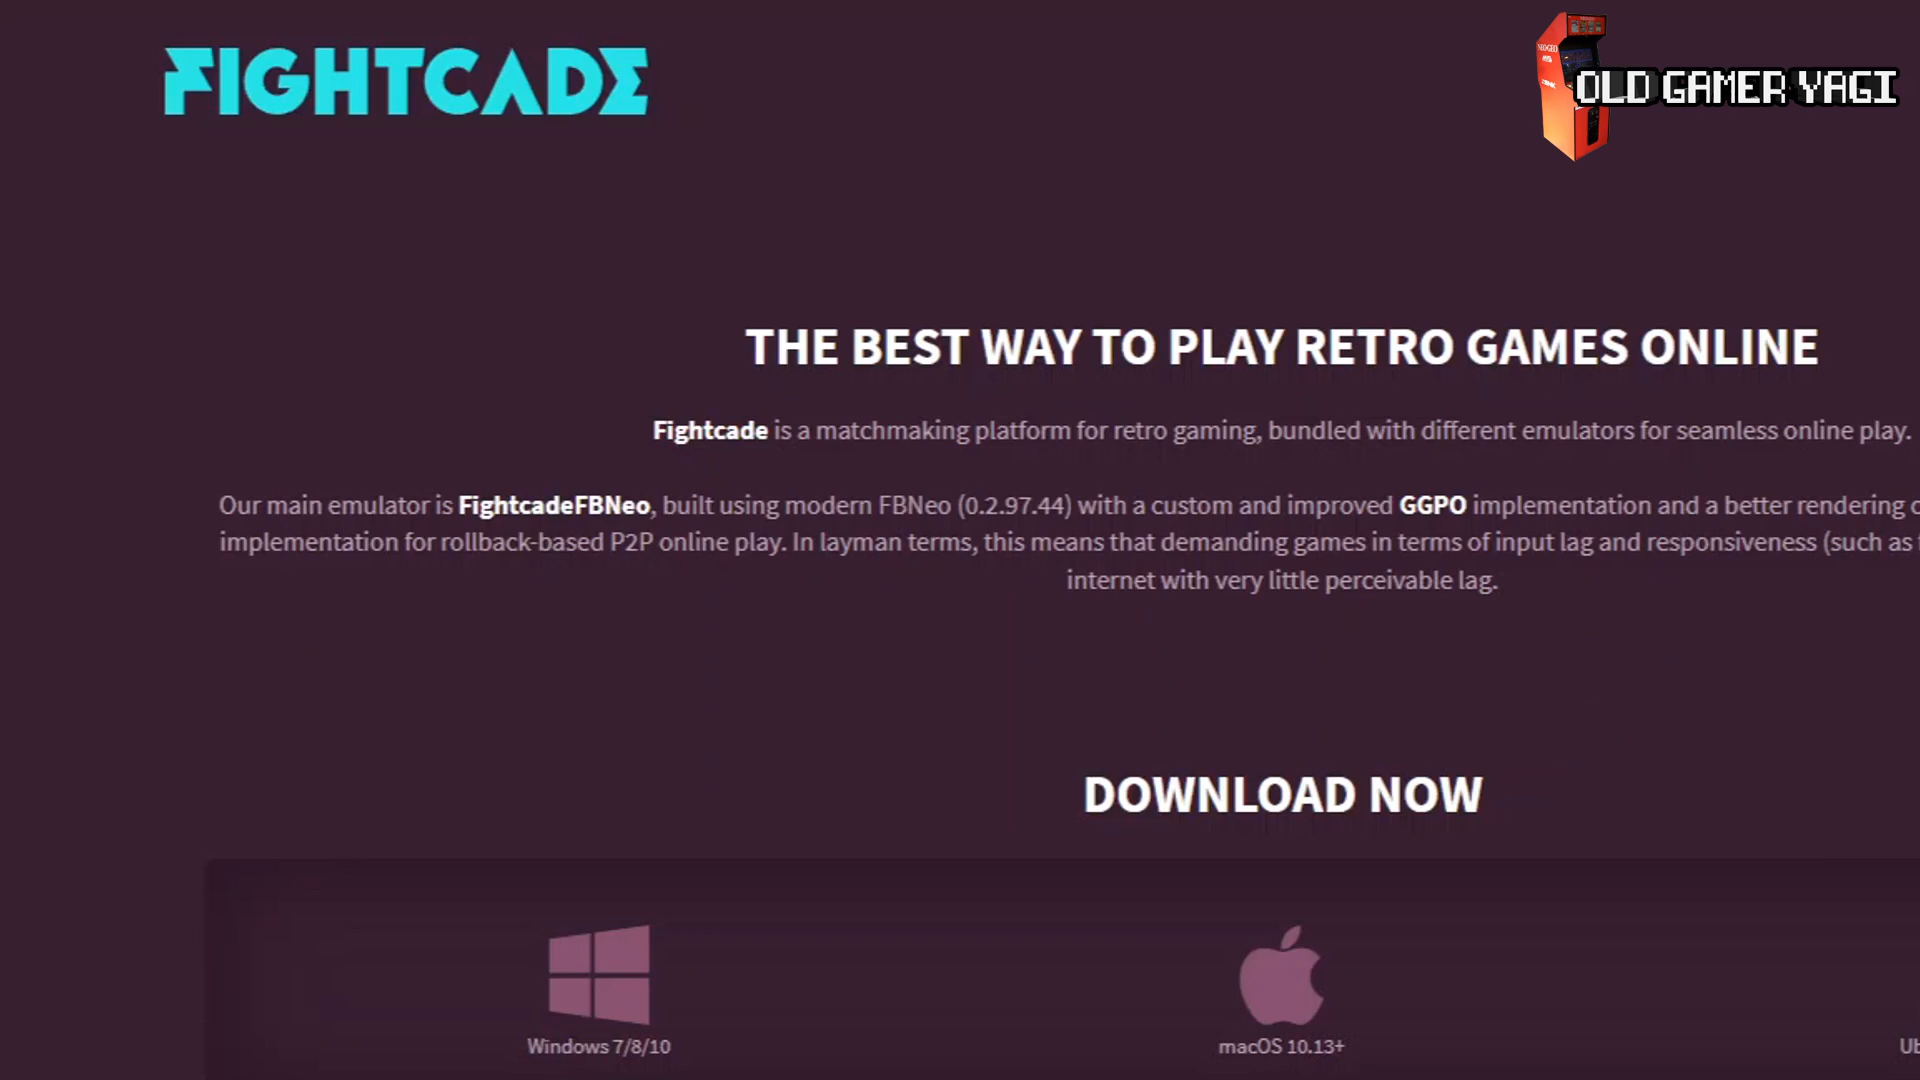 FIGHTCADE
OLD GAMER YAGI
THE BEST WAY TO PLAY RETRO GAMES ONLINE
Fightcade is a matchmaking platform for retro gaming, bundled with different emulators for seamless online play.
Our main emulator is FightcadeFBNeo, built using modern FBNeo (0.2.97.44) with a custom and improved GGPO implementation and a better rendering
implementation for rollback-based P2P online play. In layman terms, this means that demanding games in terms of input lag and responsiveness (such as
internet with very little perceivable lag.
DOWNLOAD NOW
Windows 7/8/10
macOS 10.13+